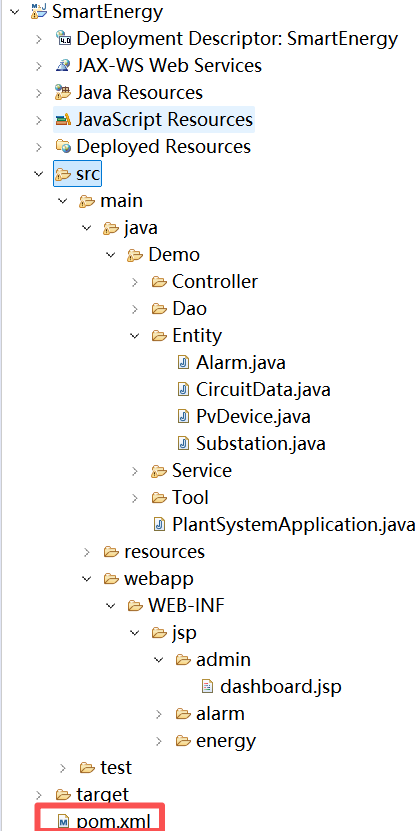 SmartEnergy
Deployment Descriptor: SmartEnergy
JAX-WS Web Services
Java Resources
JavaScript Resources
Deployed Resources
src
main
java
Demo
Controller
Dao
Entity
Alarm.java
CircuitData.java
PvDevice.java
Substation.java
Service
Tool
PlantSystemApplication.java
resources
webapp
WEB-INF
jsp
admin
dashboard.jsp
alarm
energy
test
target
pom.xml